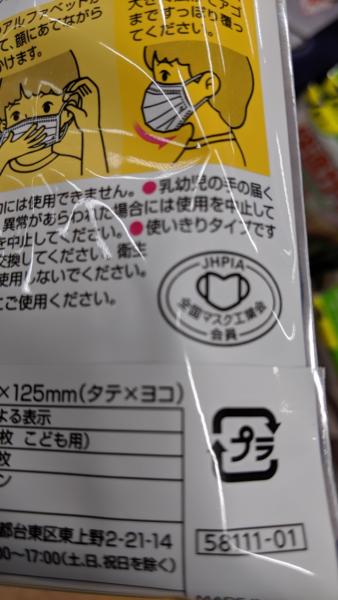 のアルファベットが
て、顔にあてながら
かけます。
まですっぽり覆っ
てください。
には使用できません。●乳幼児の手の届く
異常があらわれた場合には使用を中止して
を中止してください。●使いきりタイプです
交換してください。衛生
使用しないでください。
にご使用ください。
JHPIA
全国マスク工業会
会員
×125mm(タテ×ヨコ)
よる表示
枚 こども用)
枚
ン
プラ
都台東区東上野2-21-14
00~17:00(土、日、祝日を除く)
58111-01